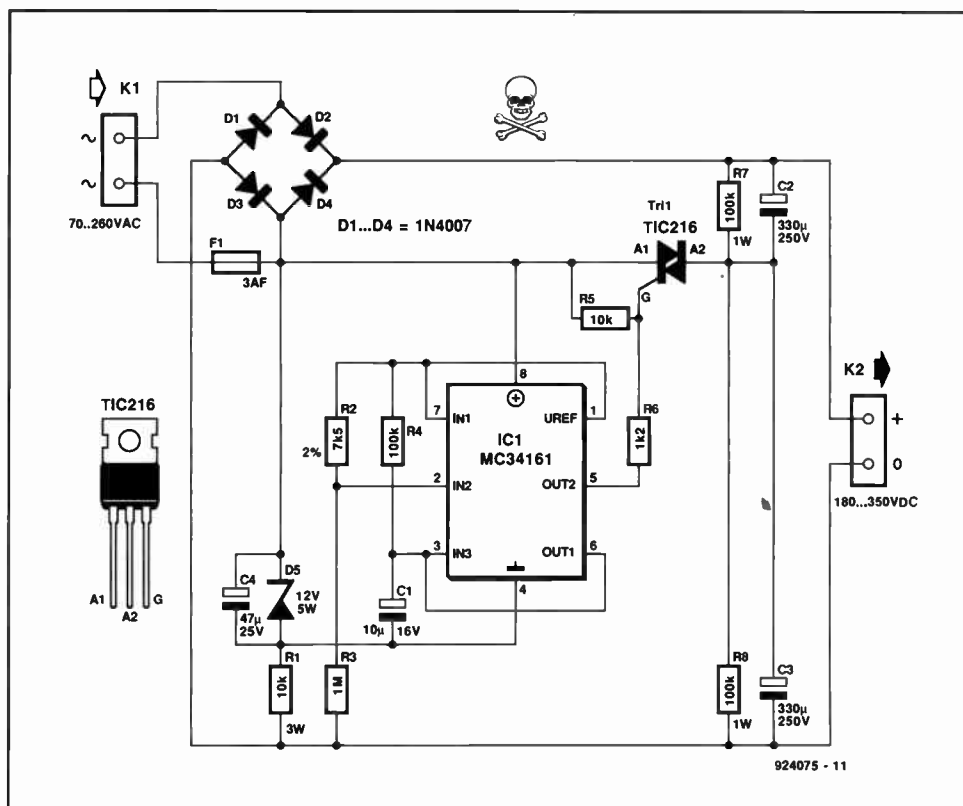 K1
~
~
70...260VAC
D1
D2
D3
D4
D1...D4 = 1N4007
F1
3AF
Tri1
TIC216
A1
A2
G
R5
10k
R7
100k
1W
C2
330µ
250V
K2
+
0
180...350VDC
TIC216
A1
A2
G
R2
7k5
2%
100k
R4
8
7
IN1
UREF
1
IC1
MC34161
R6
1k2
2
IN2
OUT2
5
3
IN3
OUT1
6
4
C4
47µ
25V
D5
12V
5W
C1
10µ
16V
R1
10k
3W
R3
1M
R8
100k
1W
C3
330µ
250V
924075 - 11